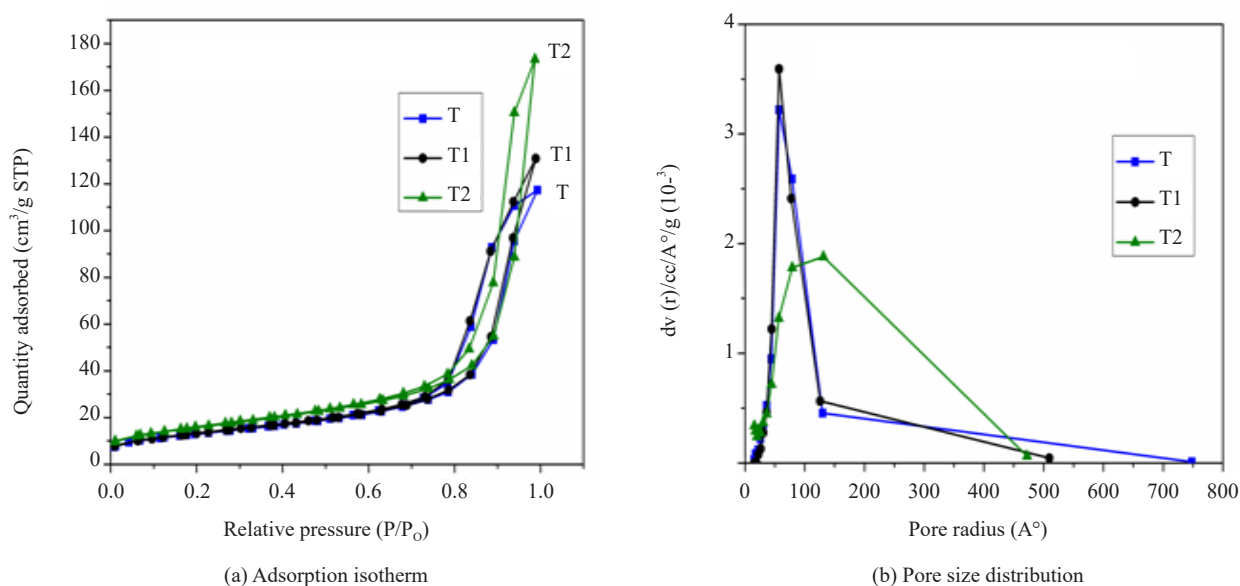 180
160
140
120
100
80
60
40
20
0
0.0 0.2 0.4 0.6 0.8 1.0
Quantity adsorbed (cm³/g STP)
Relative pressure (P/P₀)
T
T1
T2
T2
T1
T
(a) Adsorption isotherm
4
3
2
1
0 100 200 300 400 500 600 700 800
dv (r)/cc/A°/g (10⁻³)
Pore radius (A°)
T
T1
T2
(b) Pore size distribution